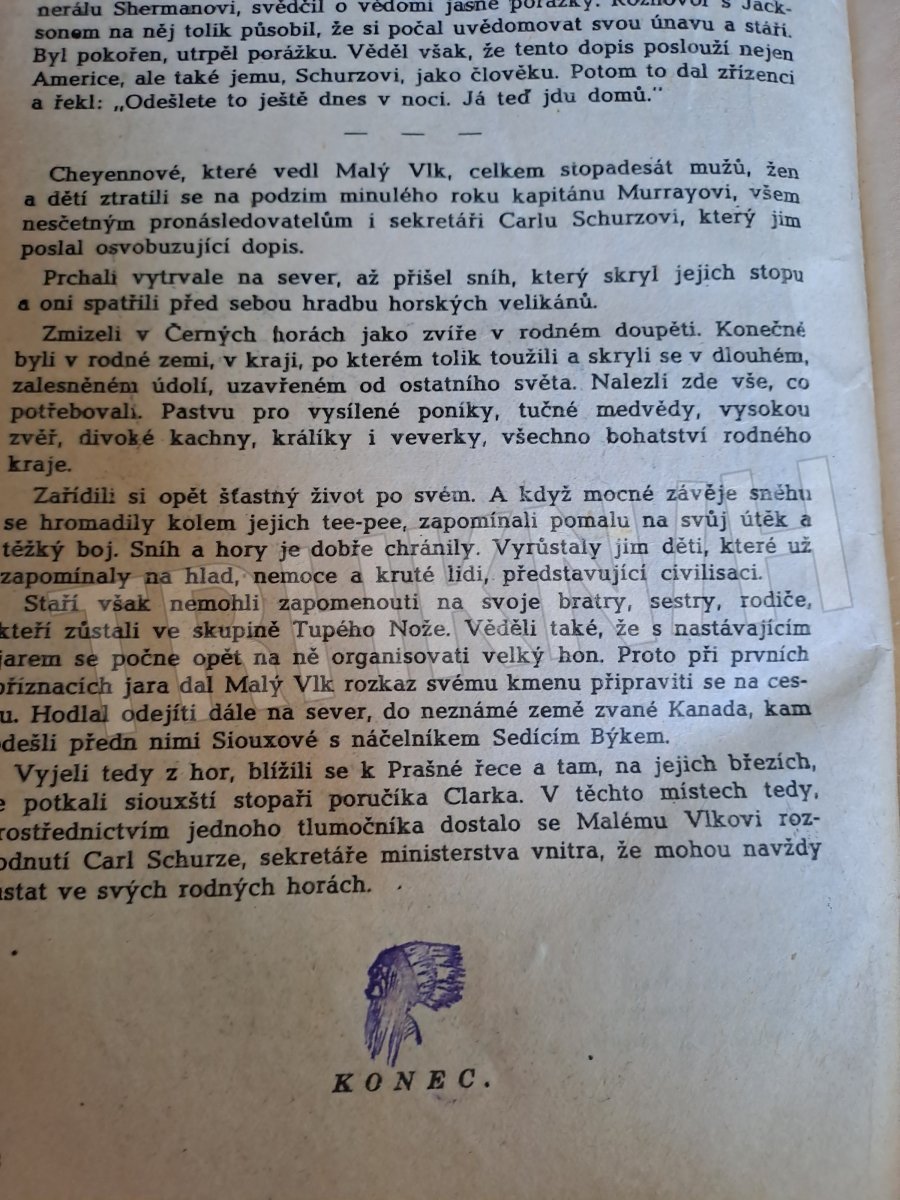 nerálu Shermanovi, svědčil o vědomí jasné porážky. Rozhovor s Jack-
sonem na něj tolik působil, že si počal uvědomovat svou únavu a stáří.
Byl pokořen, utrpěl porážku. Věděl však, že tento dopis poslouží nejen
Americe, ale také jemu, Schurzovi, jako člověku. Potom to dal zřízenci
a řekl: „Odešlete to ještě dnes v noci. Já teď jdu domů."
— — —
Cheyennové, které vedl Malý Vlk, celkem stopadesát mužů, žen
a dětí ztratili se na podzim minulého roku kapitánu Murrayovi, všem
nesčetným pronásledovatelům i sekretáři Carlu Schurzovi, který jim
poslal osvobuzující dopis.
Prchali vytrvale na sever, až přišel sníh, který skryl jejich stopu
a oni spatřili před sebou hradbu horských velikánů.
Zmizeli v Černých horách jako zvíře v rodném doupěti. Konečně
byli v rodné zemi, v kraji, po kterém tolik toužili a skryli se v dlouhém,
zalesněném údolí, uzavřeném od ostatního světa. Nalezli zde vše, co
potřebovali. Pastvu pro vysílené poníky, tučné medvědy, vysokou
zvěř, divoké kachny, králíky i veverky, všechno bohatství rodného
kraje.
Zařídili si opět šťastný život po svém. A když mocné závěje sněhu
se hromadily kolem jejich tee-pee, zapomínali pomalu na svůj útěk a
těžký boj. Sníh a hory je dobře chránily. Vyrůstaly jim děti, které už
zapomínaly na hlad, nemoce a kruté lidi, představující civilisaci.
Staří však nemohli zapomenouti na svoje bratry, sestry, rodiče,
kteří zůstali ve skupině Tupého Nože. Věděli také, že s nastávajícím
jarem se počne opět na ně organisovati velký hon. Proto při prvních
příznacích jara dal Malý Vlk rozkaz svému kmenu připraviti se na ces-
u. Hodlal odejíti dále na sever, do neznámé země zvané Kanada, kam
odešli předn nimi Siouxové s náčelníkem Sedícím Býkem.
Vyjeli tedy z hor, blížili se k Prašné řece a tam, na jejich březích,
e potkali siouxští stopaři poručíka Clarka. V těchto místech tedy,
rostřednictvím jednoho tlumočníka dostalo se Malému Vlkovi roz-
odnutí Carl Schurze, sekretáře ministerstva vnitra, že mohou navždy
ůstat ve svých rodných horách.
KONEC.